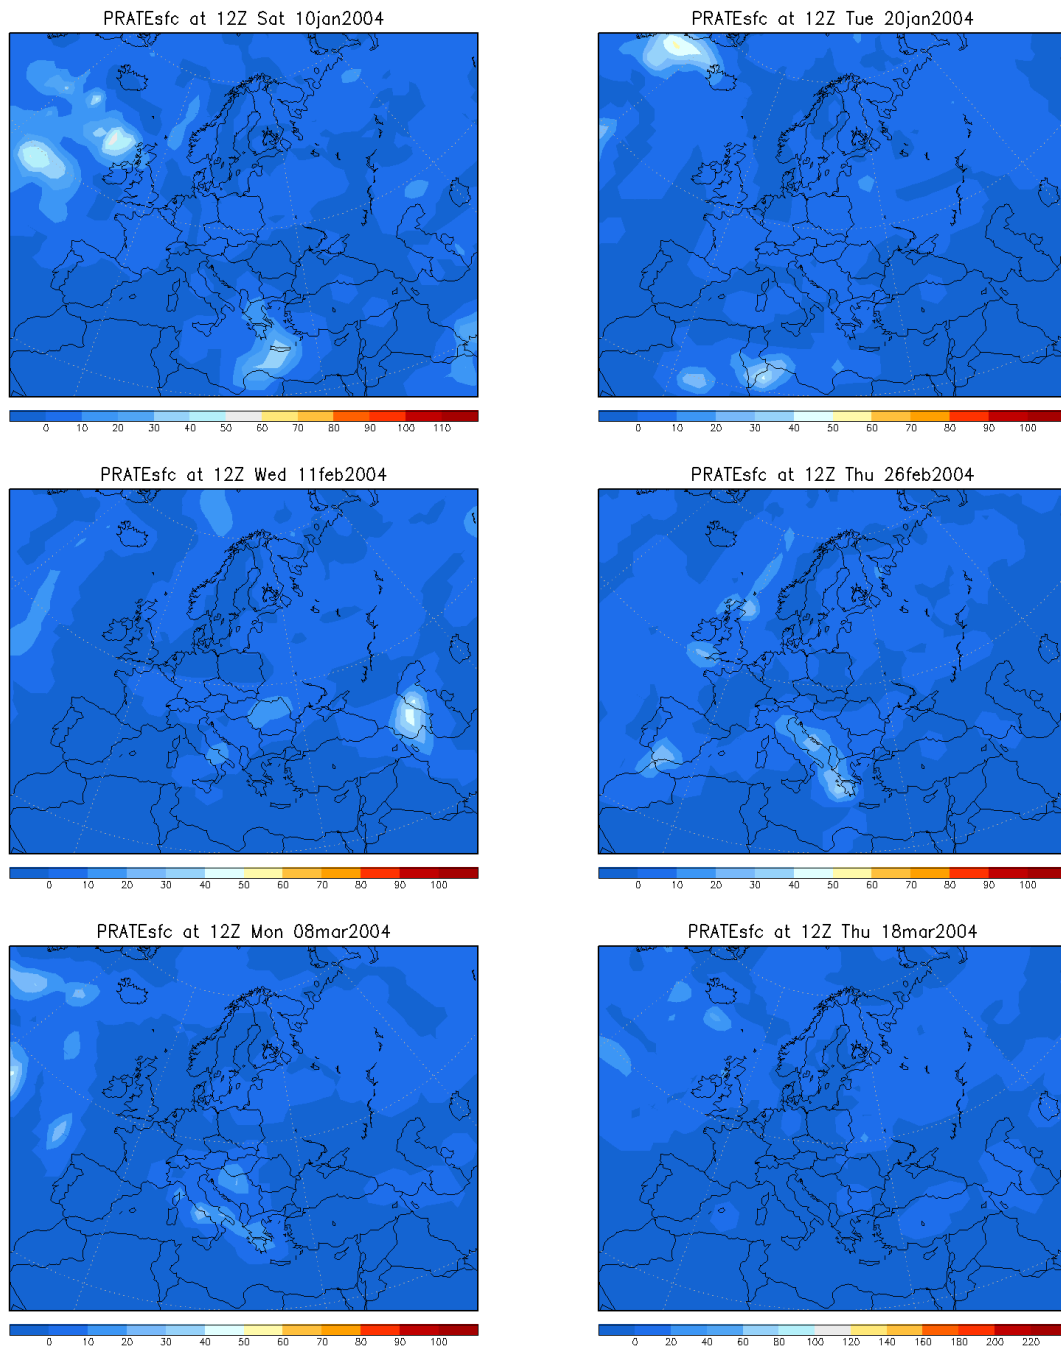 PRATEsfc at 12Z Sat 10jan2004
PRATEsfc at 12Z Tue 20jan2004
0 10 20 30 40 50 60 70 80 90 100 110
0 10 20 30 40 50 60 70 80 90 100
PRATEsfc at 12Z Wed 11feb2004
PRATEsfc at 12Z Thu 26feb2004
0 10 20 30 40 50 60 70 80 90 100
0 10 20 30 40 50 60 70 80 90 100
PRATEsfc at 12Z Mon 08mar2004
PRATEsfc at 12Z Thu 18mar2004
0 10 20 30 40 50 60 70 80 90 100
0 20 40 60 80 100 120 140 160 180 200 220